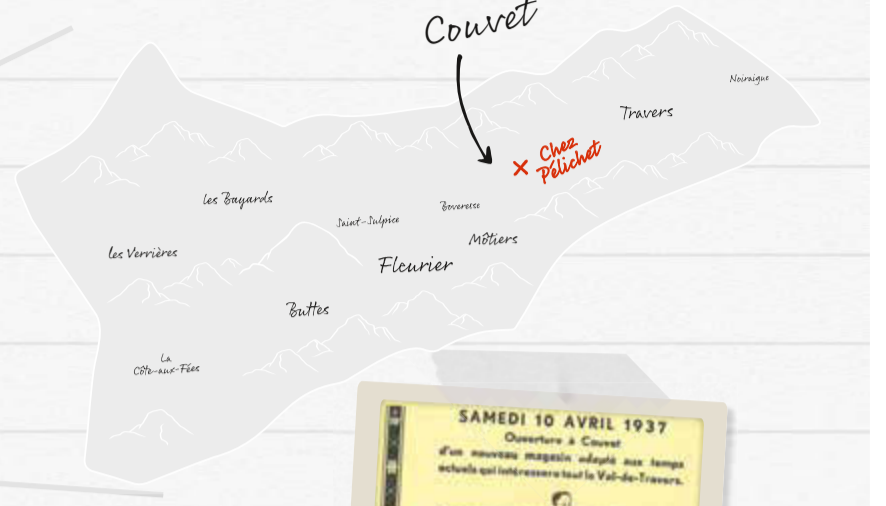 Couvet
Noiraigue
Travers
Chez
Pélichet
les Bayards
Boveresse
Saint-Sulpice
Môtiers
les Verrières
Fleurier
Buttes
La
Côte-aux-Fées
SAMEDI 10 AVRIL 1937
Ouverture à Couvet
d'un nouveau magasin adapté aux temps
actuels qui intéressera tout le Val-de-Travers.